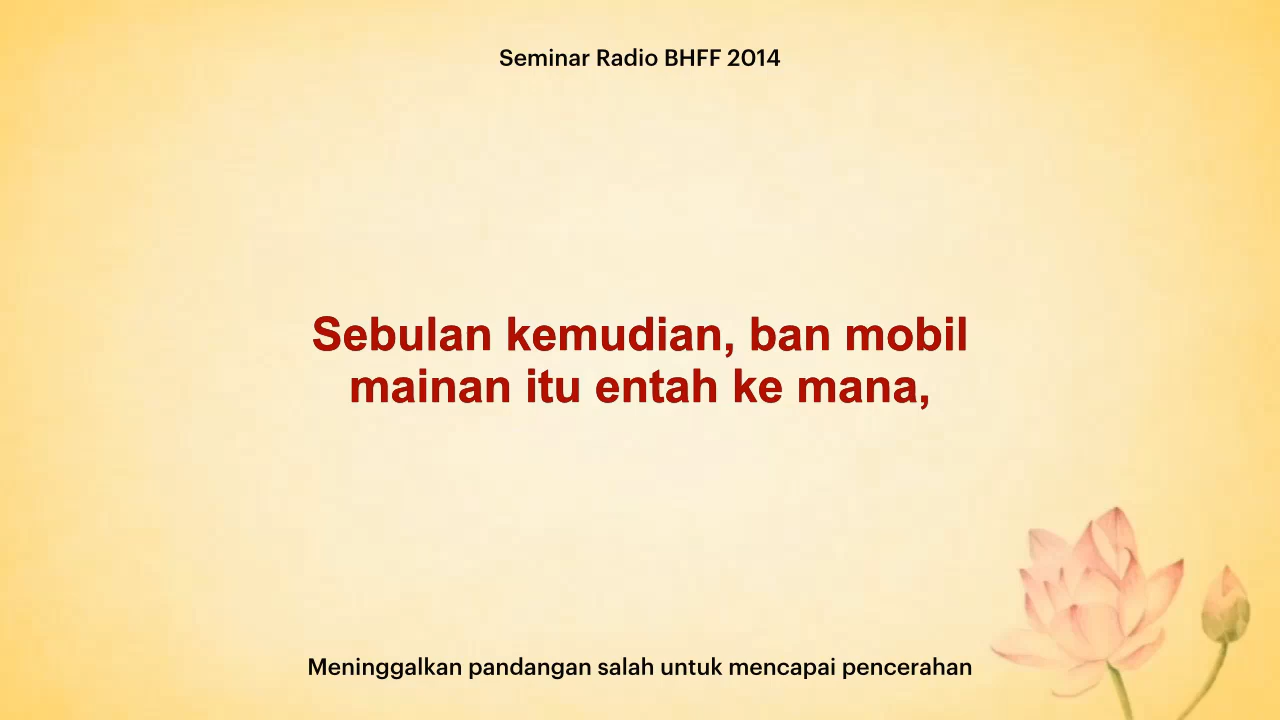 Seminar Radio BHFF 2014
Sebulan kemudian, ban mobil
mainan itu entah ke mana,
Meninggalkan pandangan salah untuk mencapai pencerahan